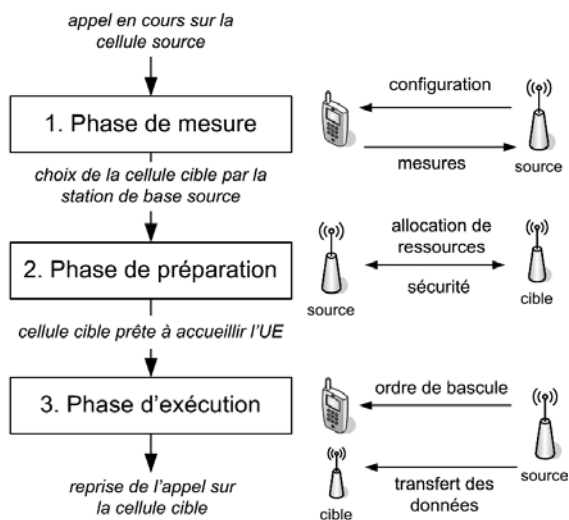 appel en cours sur la
cellule source
1. Phase de mesure
configuration
mesures
source
choix de la cellule cible par la
station de base source
2. Phase de préparation
allocation de
ressources
sécurité
source
cible
cellule cible prête à accueillir l'UE
3. Phase d'exécution
ordre de bascule
source
transfert des
données
cible
reprise de l'appel sur
la cellule cible